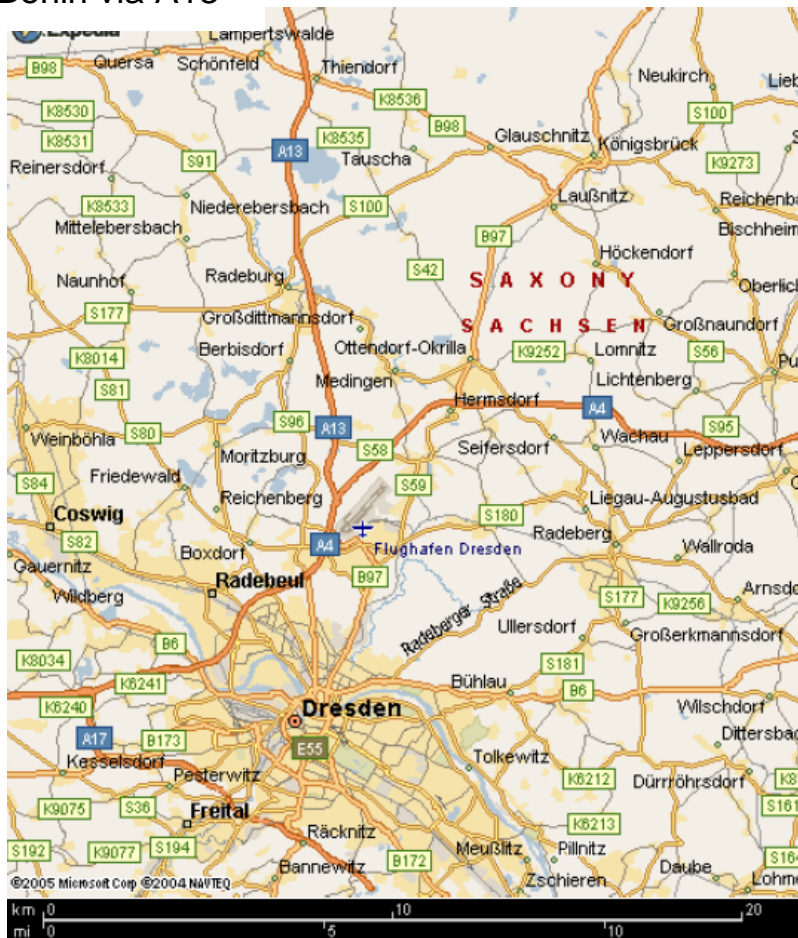 Berlin via A13
Expedia
Lampertswalde
B98
Quersa
Schönfeld
Thiendorf
Neukirch
K8536
K8530
S100
B98
K8531
K8535
Glauschnitz
Königsbrück
A13
S91
Tauscha
K9273
Reinersdorf
Laußnitz
K8533
Niederebersbach
S100
Mittelebersbach
B97
Bischheim
Höckendorf
S42
SAXONY
Naunhof
Radeburg
S177
Großdittmannsdorf
SACHSEN
Großnaundorf
K8014
Berbisdorf
Ottendorf-Okrilla
K9252
Lomnitz
S56
Medingen
Lichtenberg
S81
Hermsdorf
A4
S96
A13
S95
Weinböhla
S80
Moritzburg
S58
Seifersdorf
Wachau
Leppersdorf
Friedewald
S84
S59
Reichenberg
Liegau-Augustusbad
Coswig
S180
S82
Boxdorf
A4
Flughafen Dresden
Radeberg
Wallroda
Gauernitz
Radebeul
B97
Wildberg
Radeberger Straße
S177
K9256
Ullersdorf
Großerkmannsdorf
B6
K8034
S181
K6241
Bühlau
B6
K6240
Wilschdorf
Dresden
A17
B173
E55
Kesselsdorf
Tolkewitz
Pesterwitz
K6212
Dürrröhrsdorf
K9075
S36
Freital
K6213
S161
Räcknitz
S192
K9077
S194
Meußlitz
Pillnitz
Bannewitz
B172
Daube
Zschieren
©2005 Microsoft Corp ©2004 NAVTEQ
km 0 10 20
mi 0 5 10